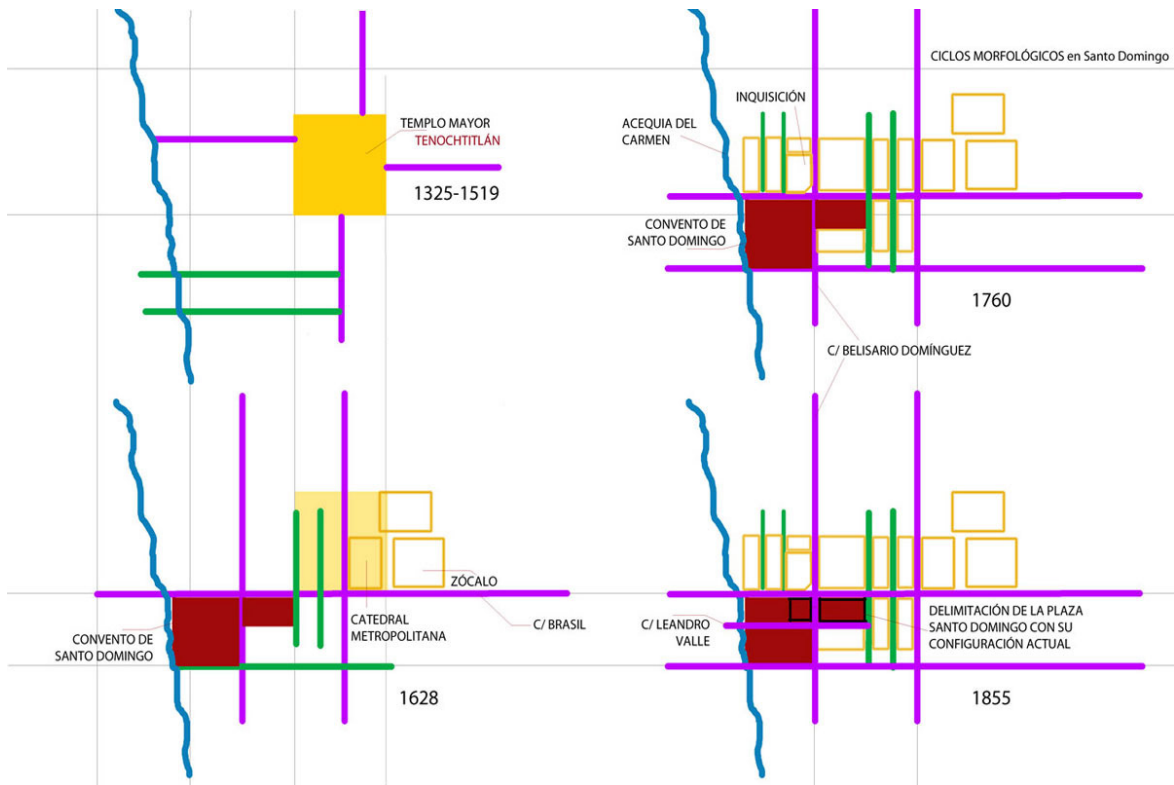 TEMPLO MAYOR
TENOCHTITLÁN
1325-1519
CICLOS MORFOLÓGICOS en Santo Domingo
INQUISICIÓN
ACEQUIA DEL
CARMEN
CONVENTO DE
SANTO DOMINGO
1760
C/ BELISARIO DOMÍNGUEZ
ZÓCALO
CATEDRAL
METROPOLITANA
C/ BRASIL
CONVENTO DE
SANTO DOMINGO
1628
C/ LEANDRO
VALLE
DELIMITACIÓN DE LA PLAZA
SANTO DOMINGO CON SU
CONFIGURACIÓN ACTUAL
1855